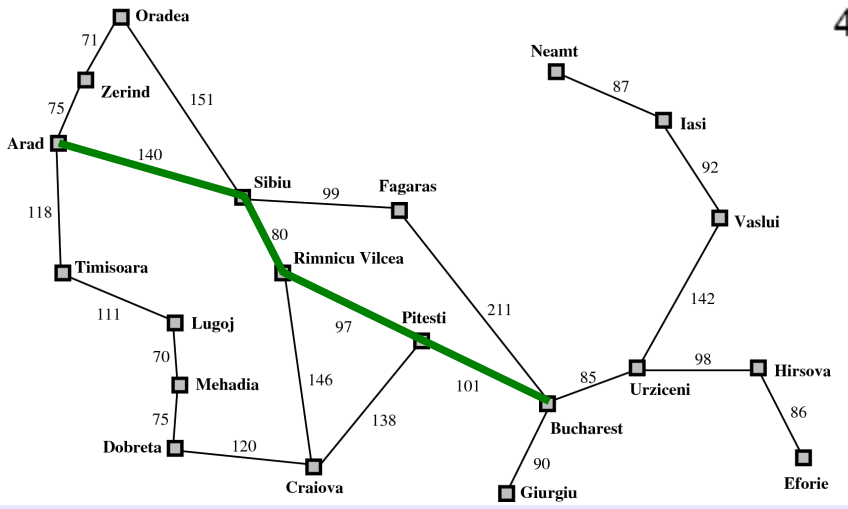 Oradea
4
71
Neamt
Zerind
87
151
75
Iasi
Arad
140
92
Sibiu
Fagaras
99
118
Vaslui
80
Rimnicu Vilcea
Timisoara
211
142
111
Lugoj
97
Pitesti
70
98
Hirsova
146
85
Mehadia
101
Urziceni
75
138
86
Bucharest
Dobreta
120
90
Eforie
Craiova
Giurgiu